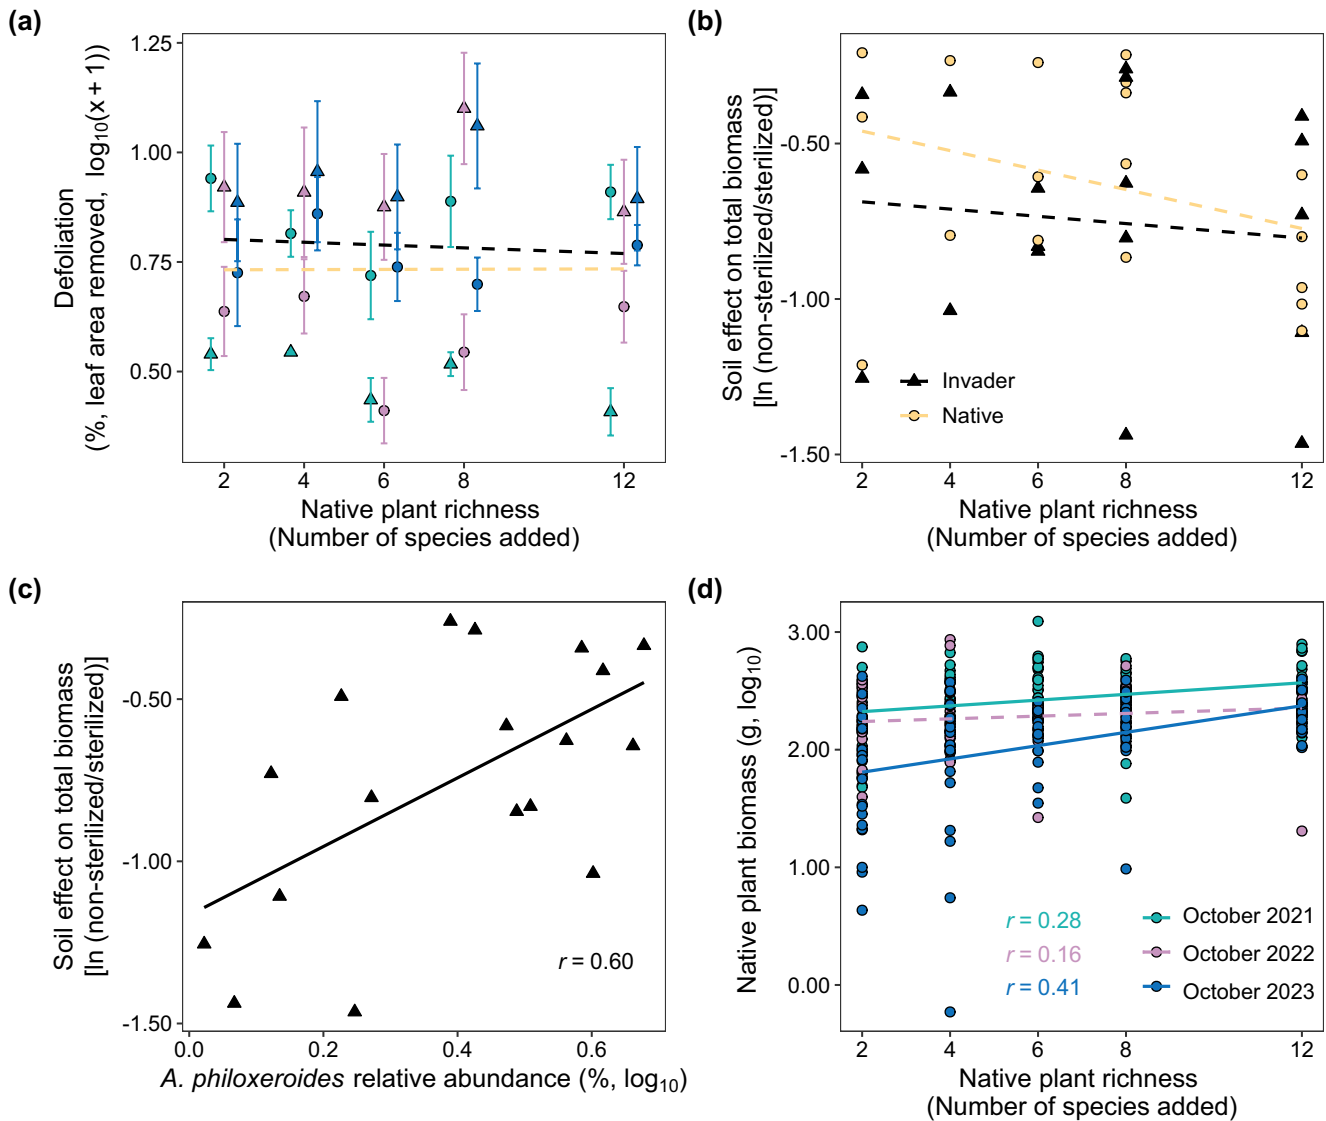 (a)
1.25
1.00
0.75
0.50
Defoliation
(%, leaf area removed, log10(x + 1))
2 4 6 8 12
Native plant richness
(Number of species added)
(b)
-0.50
-1.00
-1.50
Soil effect on total biomass
[ln (non-sterilized/sterilized)]
Invader
Native
2 4 6 8 12
Native plant richness
(Number of species added)
(c)
-0.50
-1.00
-1.50
Soil effect on total biomass
[ln (non-sterilized/sterilized)]
r = 0.60
0.0 0.2 0.4 0.6
A. philoxeroides relative abundance (%, log10)
(d)
3.00
2.00
1.00
0.00
Native plant biomass (g, log10)
r = 0.28
r = 0.16
r = 0.41
October 2021
October 2022
October 2023
2 4 6 8 12
Native plant richness
(Number of species added)